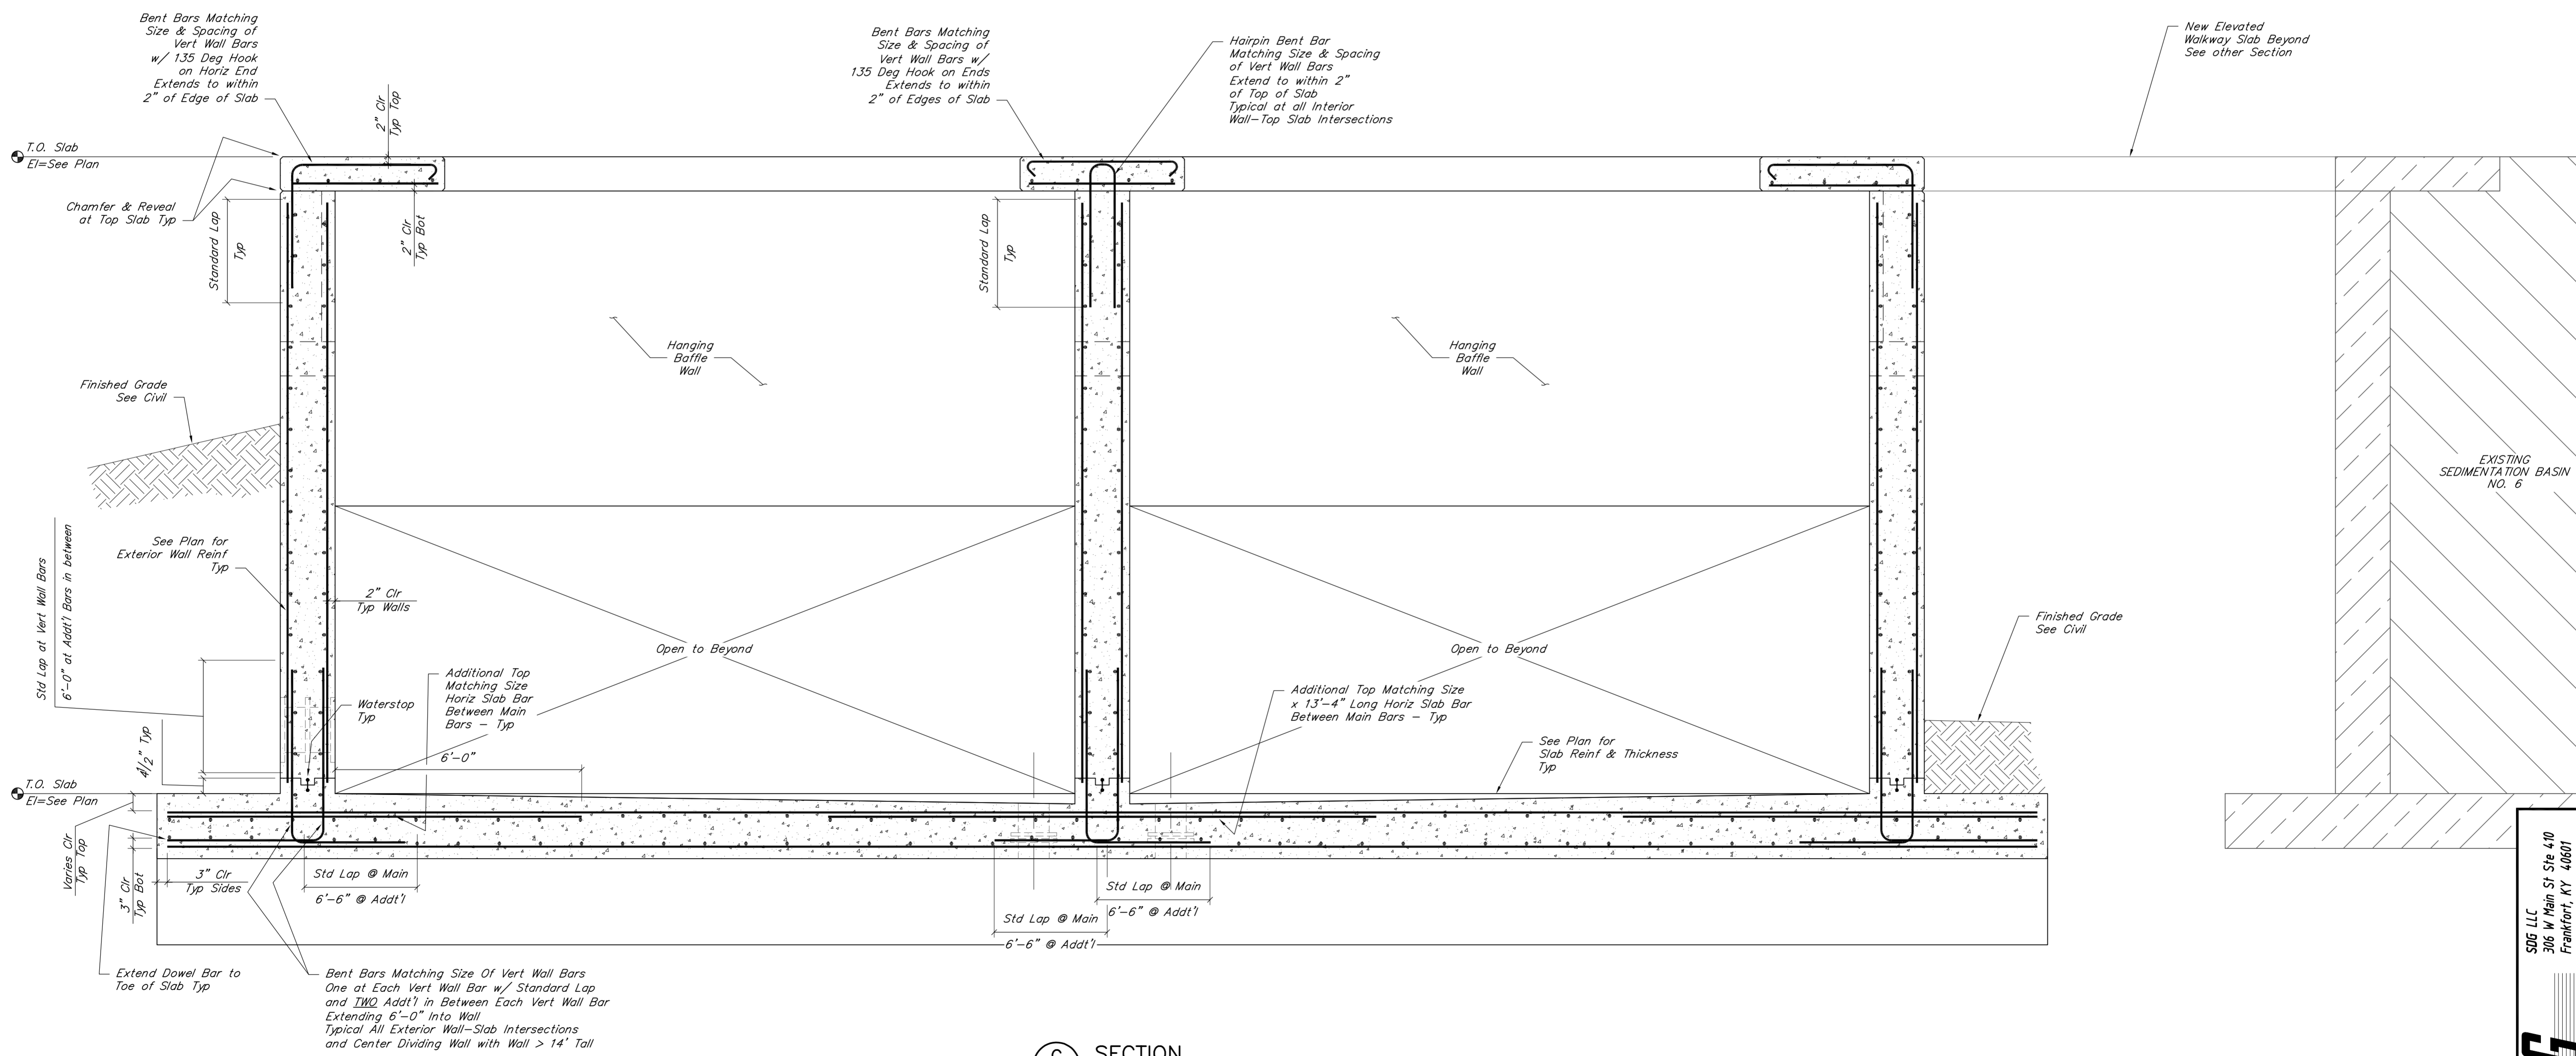 Bent Bars Matching
Size & Spacing of
Vert Wall Bars
w/ 135 Deg Hook
on Horiz End
Extends to within
2" of Edge of Slab
2" Clr
Typ Top
Bent Bars Matching
Size & Spacing of
Vert Wall Bars w/
135 Deg Hook on Ends
Extends to within
2" of Edges of Slab
Hairpin Bent Bar
Matching Size & Spacing
of Vert Wall Bars
Extend to within 2"
of Top of Slab
Typical at all Interior
Wall-Top Slab Intersections
New Elevated
Walkway Slab Beyond
See other Section
T.O. Slab
El=See Plan
Chamfer & Reveal
at Top Slab Typ
Standard Lap
Typ
2" Clr
Typ Bot
Standard Lap
Typ
Hanging
Baffle
Wall
Hanging
Baffle
Wall
Finished Grade
See Civil
EXISTING
SEDIMENTATION BASIN
NO. 6
Std Lap at Vert Wall Bars
6'-0" at Addt'l Bars in between
See Plan for
Exterior Wall Reinf
Typ
2" Clr
Typ Walls
Open to Beyond
Open to Beyond
Finished Grade
See Civil
Additional Top
Matching Size
Horiz Slab Bar
Between Main
Bars - Typ
Waterstop
Typ
Additional Top Matching Size
x 13'-4" Long Horiz Slab Bar
Between Main Bars - Typ
4½" Typ
6'-0"
See Plan for
Slab Reinf & Thickness
Typ
T.O. Slab
El=See Plan
Varies Clr
Typ Top
3" Clr
Typ Bot
3" Clr
Typ Sides
Std Lap @ Main
6'-6" @ Addt'l
Std Lap @ Main
6'-6" @ Addt'l
Std Lap @ Main
6'-6" @ Addt'l
Extend Dowel Bar to
Toe of Slab Typ
Bent Bars Matching Size Of Vert Wall Bars
One at Each Vert Wall Bar w/ Standard Lap
and TWO Addt'l in Between Each Vert Wall Bar
Extending 6'-0" Into Wall
Typical All Exterior Wall-Slab Intersections
and Center Dividing Wall with Wall > 14' Tall
SDG LLC
306 W Main St Ste 410
Frankfort, KY 40601
SECTION